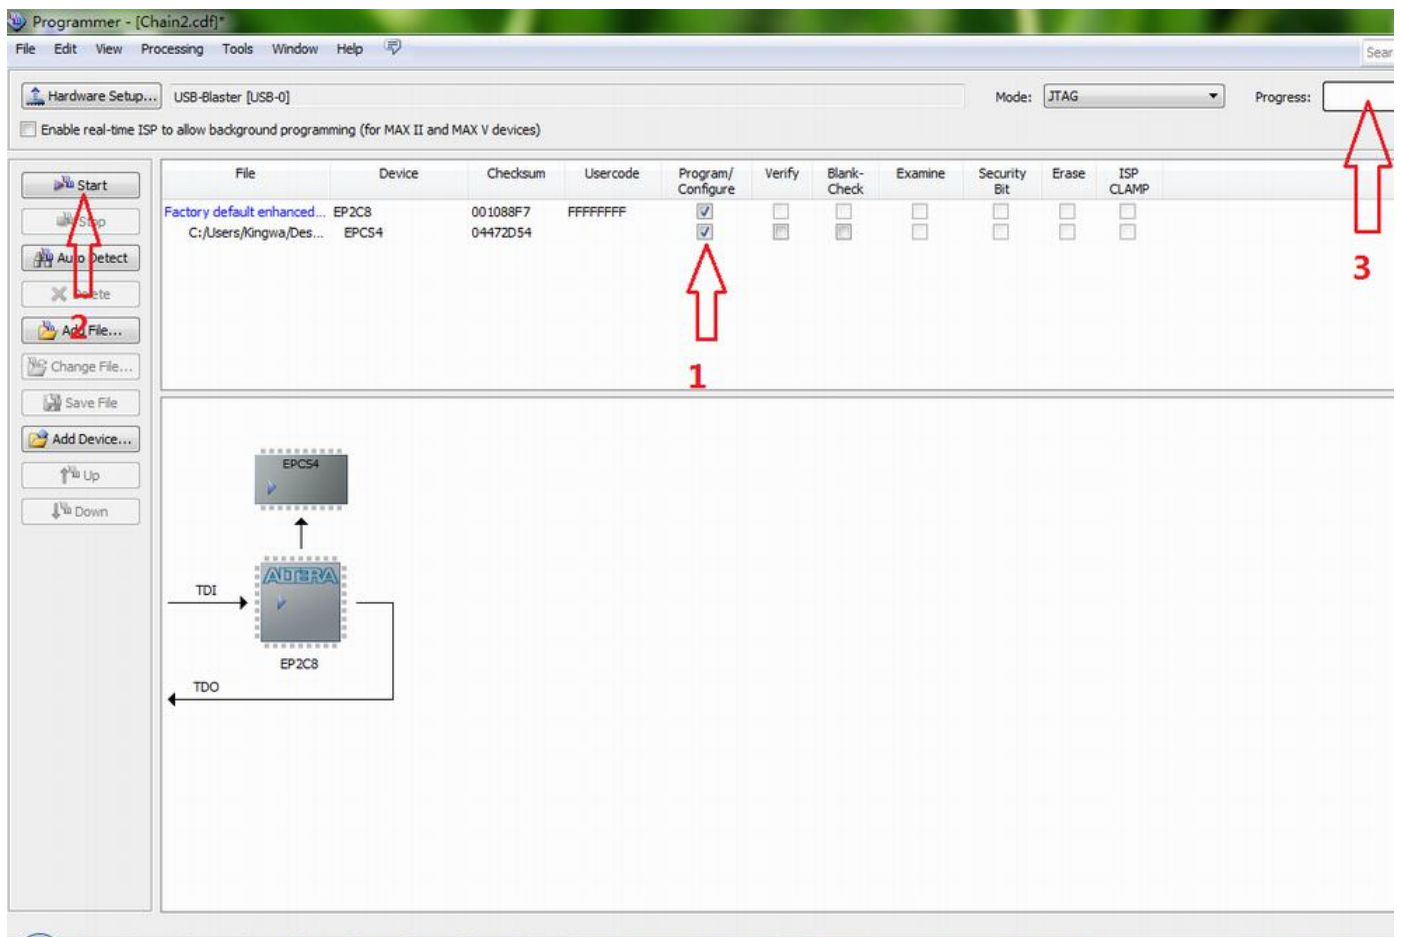 Programmer - [Chain2.cdf]*
File Edit View Processing Tools Window Help
Sear
Hardware Setup... USB-Blaster [USB-0] Mode: JTAG Progress:
Enable real-time ISP to allow background programming (for MAX II and MAX V devices)
File Device Checksum Usercode Program/ Configure Verify Blank- Check Examine Security Bit Erase ISP CLAMP
Factory default enhanced... EP2C8 001088F7 FFFFFFFF
C:/Users/Kingwa/Des... EPCS4 04472D54
Start
Stop
Auto Detect
Delete
Add File...
Change File...
Save File
Add Device...
Up
Down
1
2
3
EPCS4
ALTERA
TDI
EP2C8
TDO